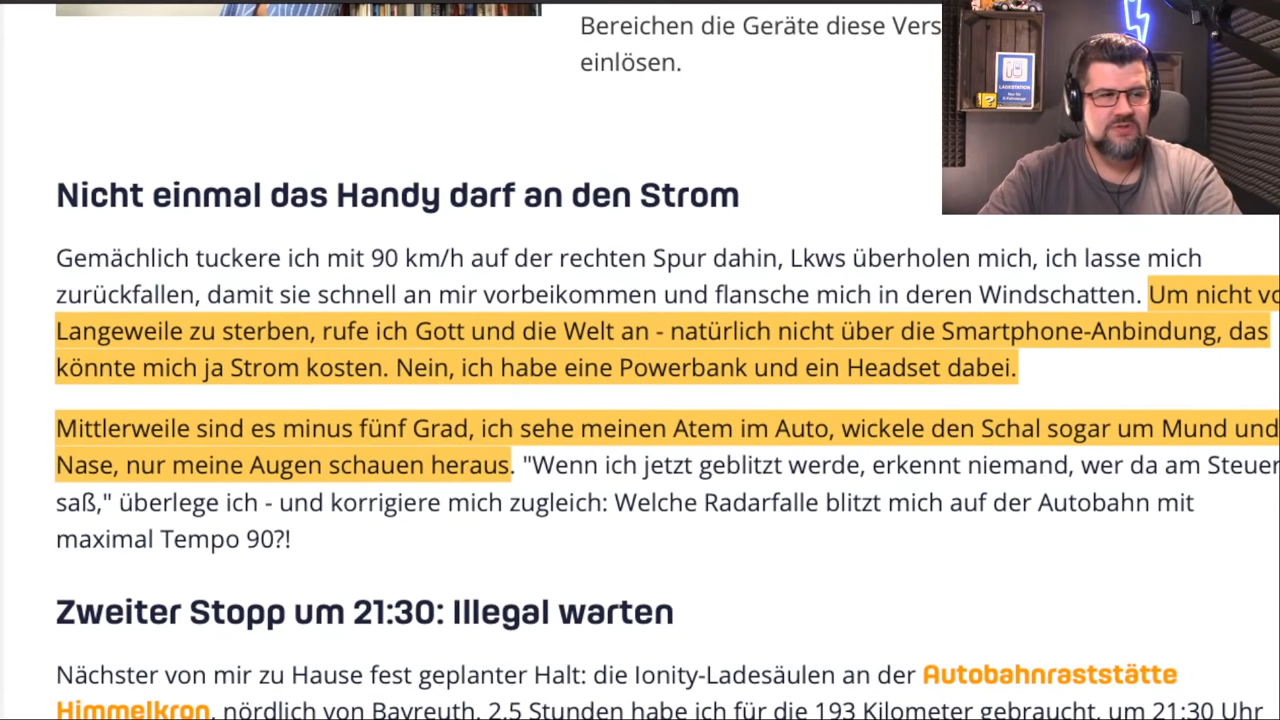 Bereichen die Geräte diese Vers
einlösen.
LADESTATION
Nicht einmal das Handy darf an den Strom
Gemächlich tuckere ich mit 90 km/h auf der rechten Spur dahin, Lkws überholen mich, ich lasse mich
zurückfallen, damit sie schnell an mir vorbeikommen und flansche mich in deren Windschatten. Um nicht vo
Langeweile zu sterben, rufe ich Gott und die Welt an - natürlich nicht über die Smartphone-Anbindung, das
könnte mich ja Strom kosten. Nein, ich habe eine Powerbank und ein Headset dabei.
Mittlerweile sind es minus fünf Grad, ich sehe meinen Atem im Auto, wickele den Schal sogar um Mund und
Nase, nur meine Augen schauen heraus. "Wenn ich jetzt geblitzt werde, erkennt niemand, wer da am Steuer
saß," überlege ich - und korrigiere mich zugleich: Welche Radarfalle blitzt mich auf der Autobahn mit
maximal Tempo 90?!
Zweiter Stopp um 21:30: Illegal warten
Nächster von mir zu Hause fest geplanter Halt: die Ionity-Ladesäulen an der Autobahnraststätte
Himmelkron, nördlich von Bayreuth. 2,5 Stunden habe ich für die 193 Kilometer gebraucht, um 21:30 Uhr